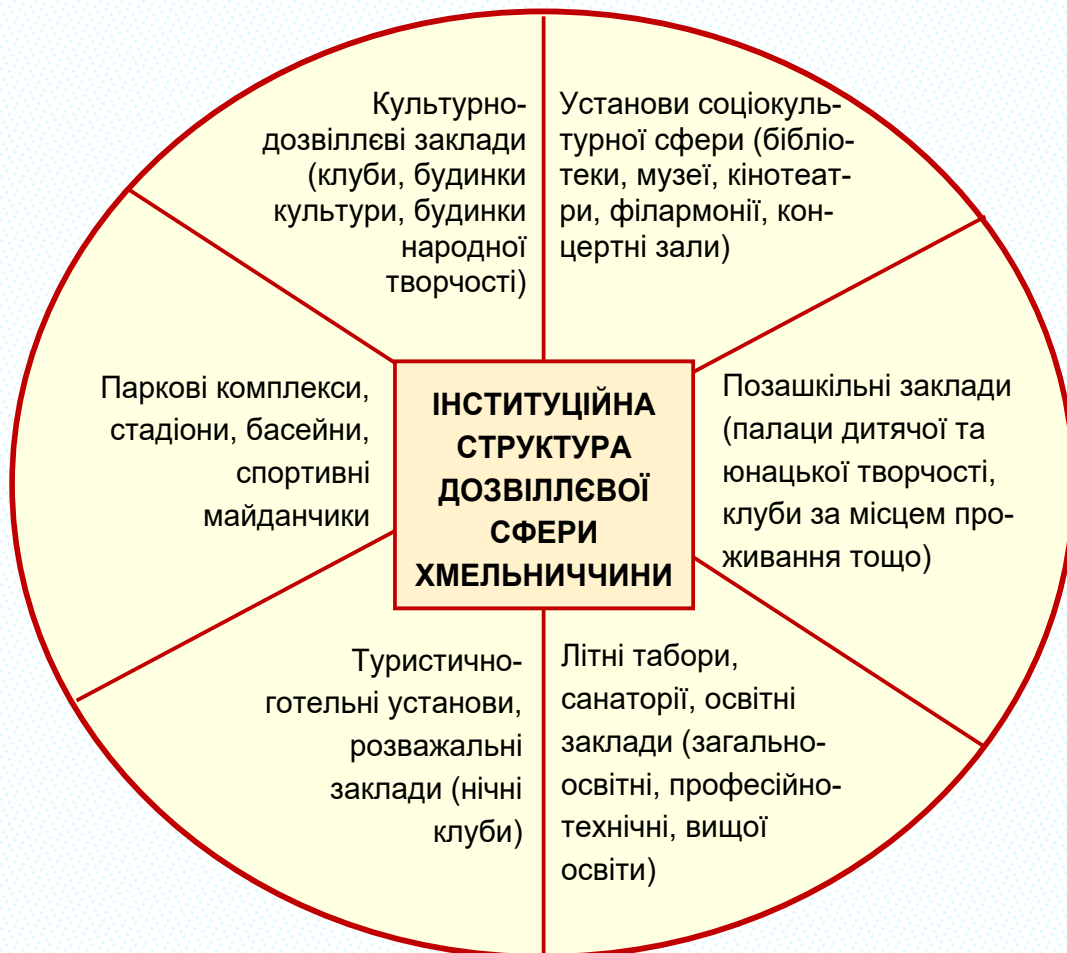 Культурно-
дозвіллєві заклади
(клуби, будинки
культури, будинки
народної
творчості)
Установи соціокуль-
турної сфери (бібліо-
теки, музеї, кінотеат-
ри, філармонії, кон-
цертні зали)
Паркові комплекси,
стадіони, басейни,
спортивні
майданчики
ІНСТИТУЦІЙНА
СТРУКТУРА
ДОЗВІЛЛЄВОЇ
СФЕРИ
ХМЕЛЬНИЧЧИНИ
Позашкільні заклади
(палаци дитячої та
юнацької творчості,
клуби за місцем про-
живання тощо)
Туристично-
готельні установи,
розважальні
заклади (нічні
клуби)
Літні табори,
санаторії, освітні
заклади (загально-
освітні, професійно-
технічні, вищої
освіти)